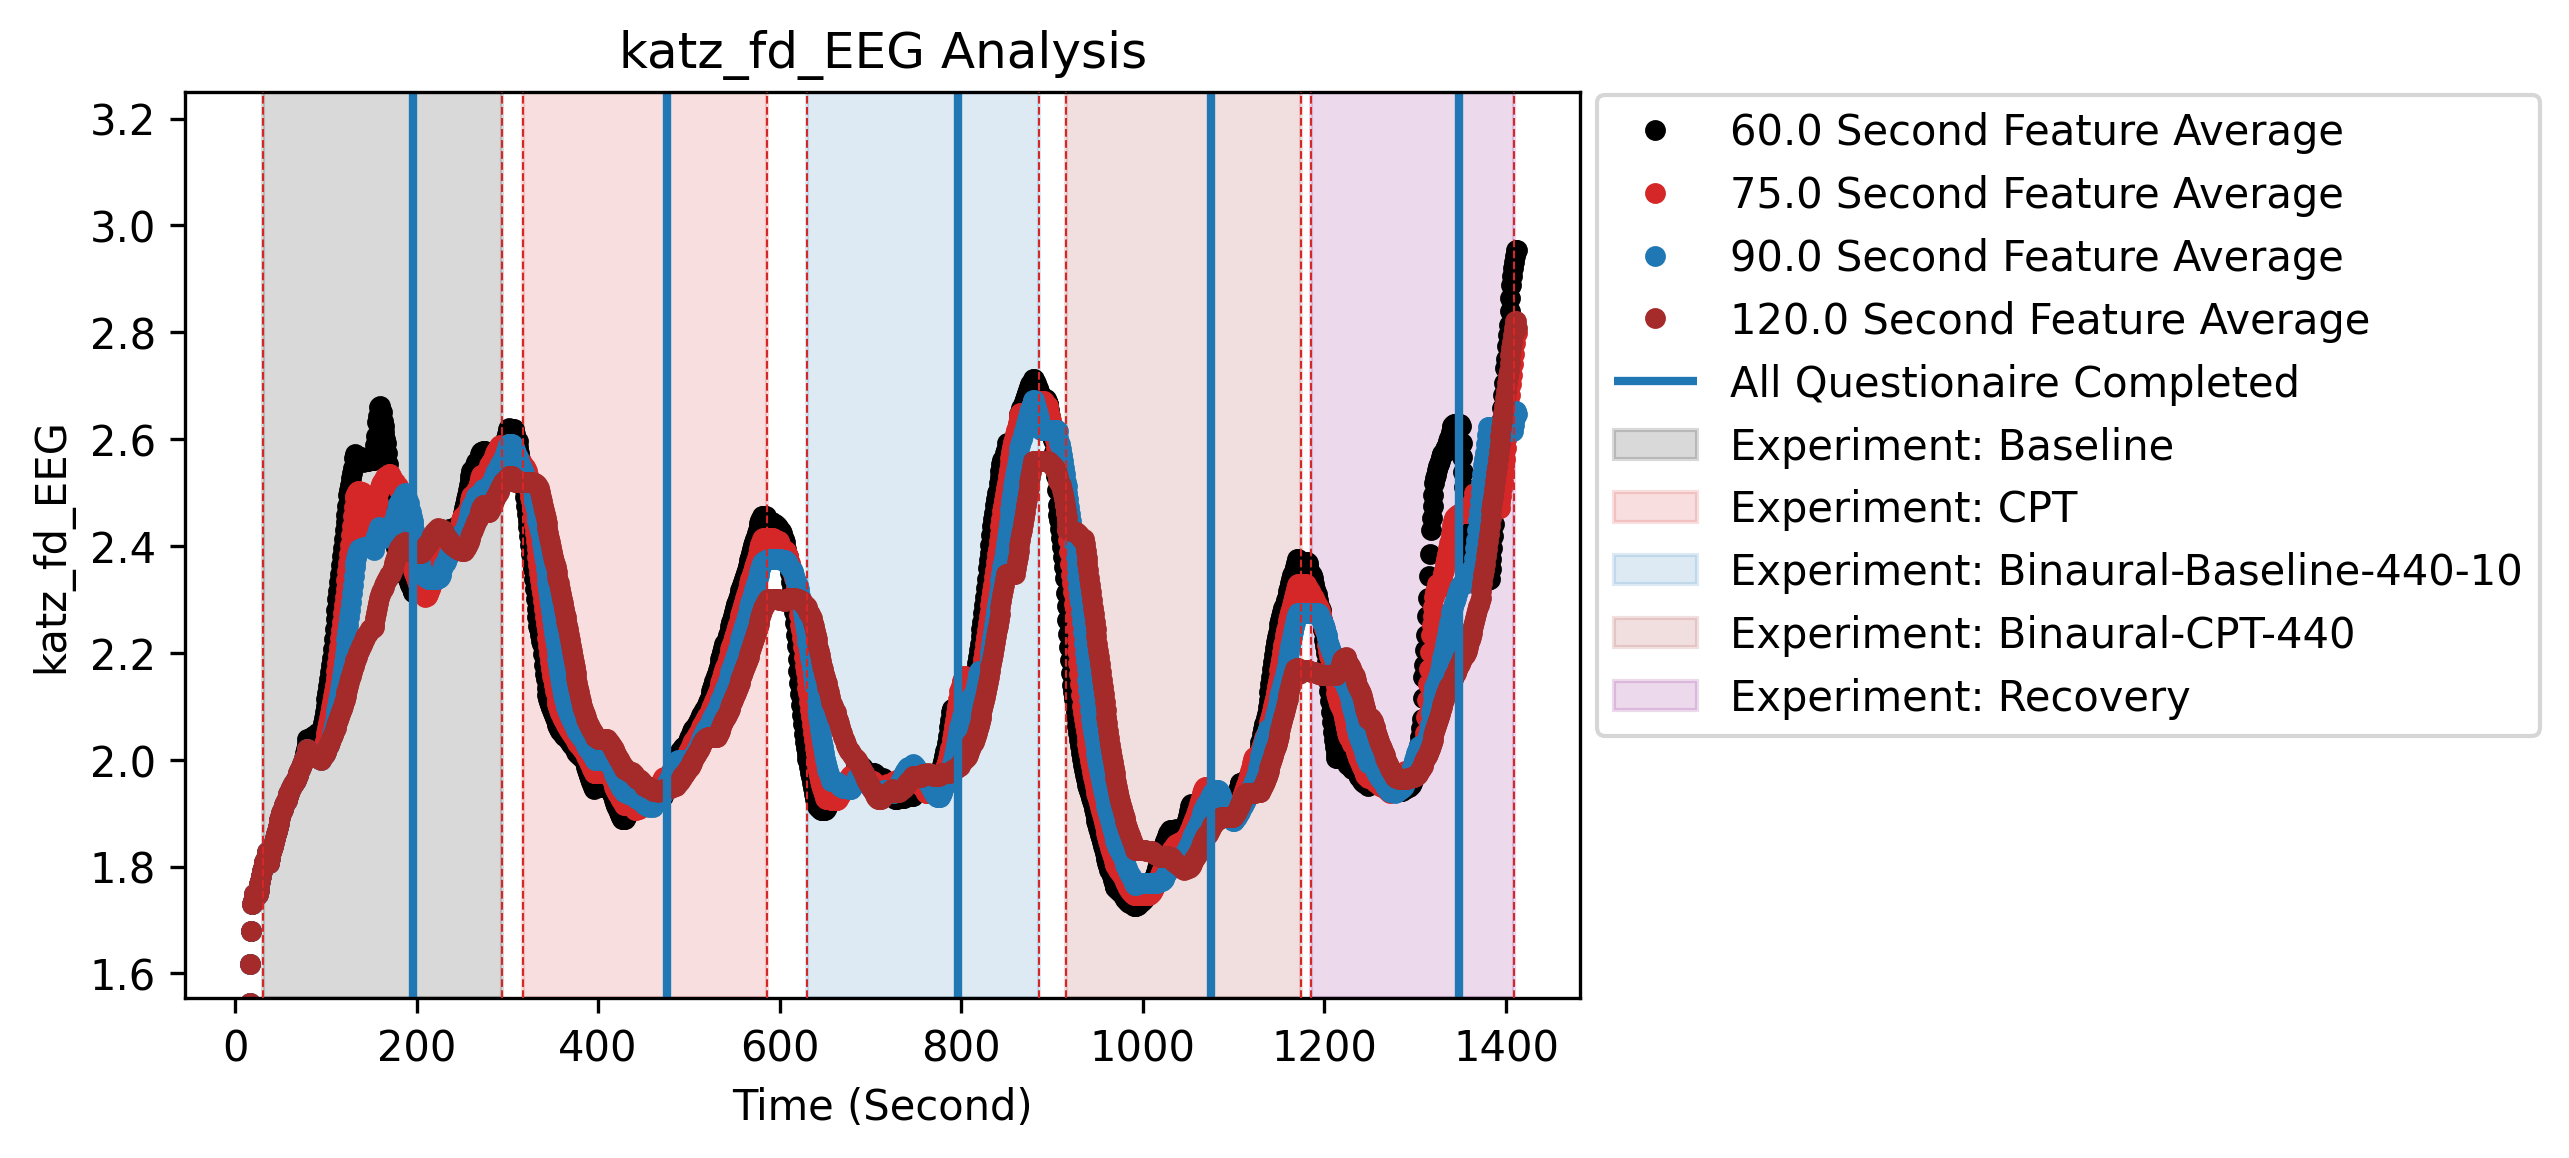 katz_fd_EEG Analysis
3.2
3.0
2.8
2.6
2.4
2.2
2.0
1.8
1.6
katz_fd_EEG
0 200 400 600 800 1000 1200 1400
Time (Second)
60.0 Second Feature Average
75.0 Second Feature Average
90.0 Second Feature Average
120.0 Second Feature Average
All Questionaire Completed
Experiment: Baseline
Experiment: CPT
Experiment: Binaural-Baseline-440-10
Experiment: Binaural-CPT-440
Experiment: Recovery